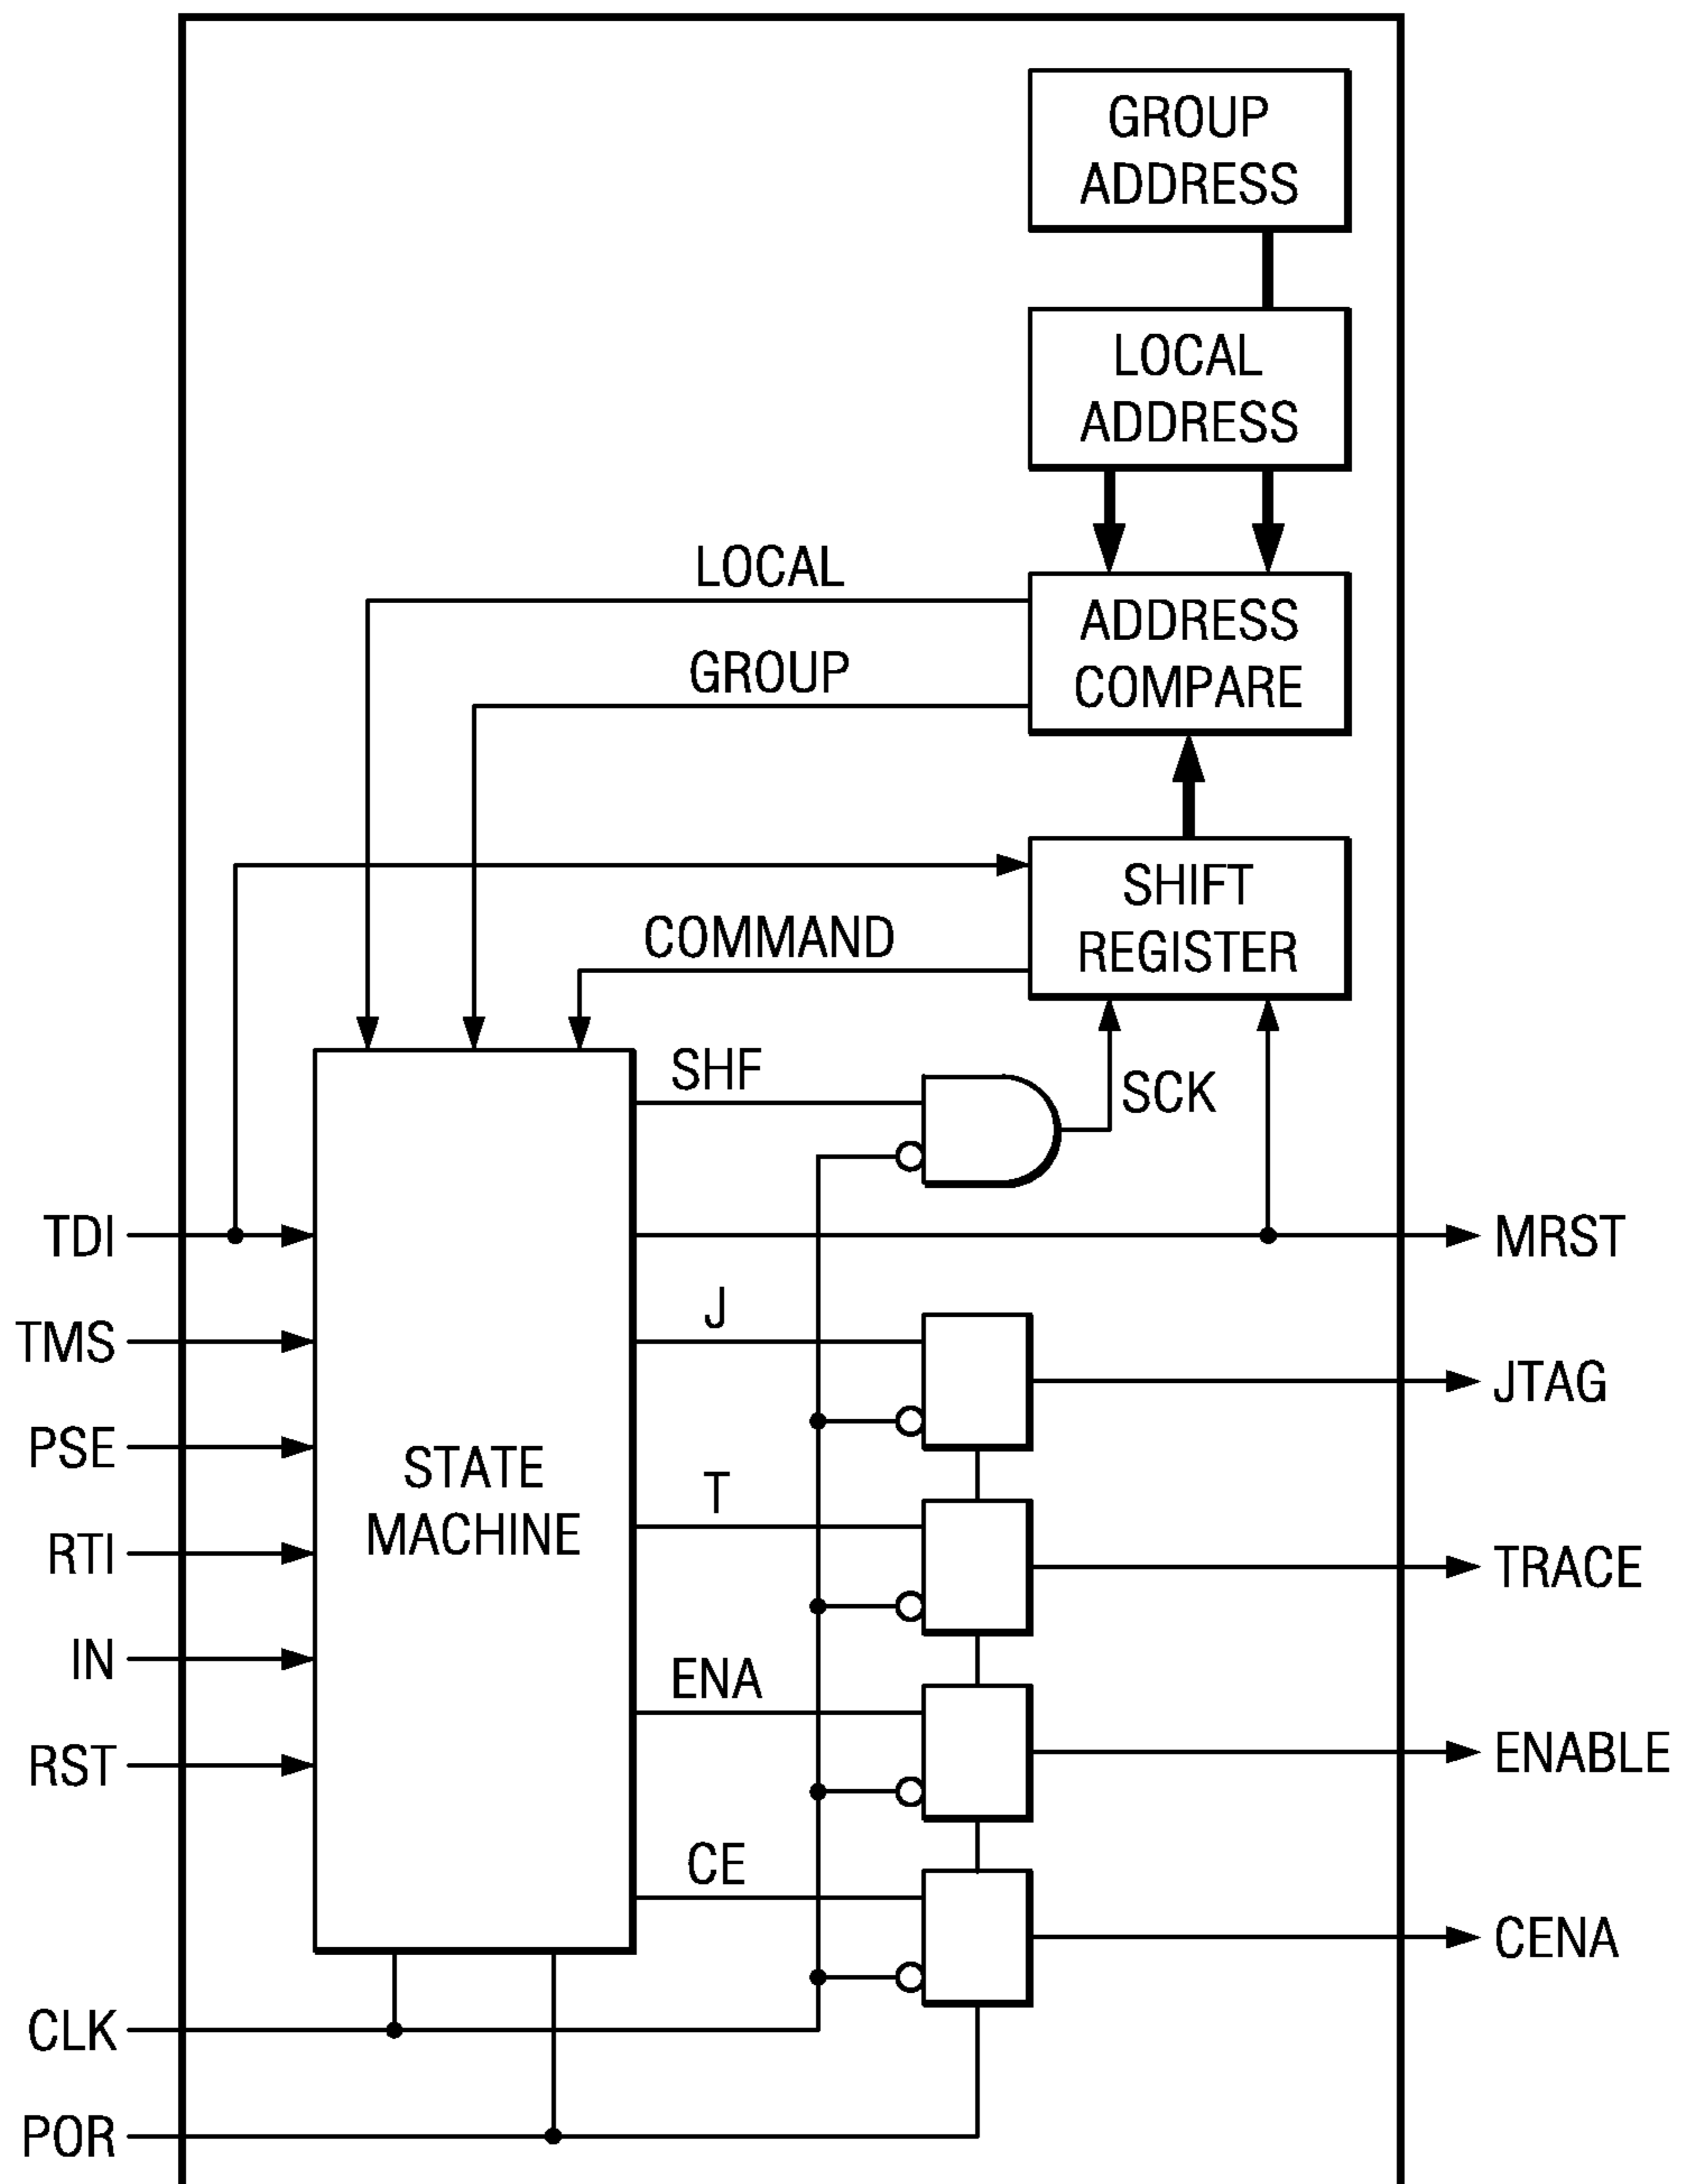 GROUP
ADDRESS
LOCAL
ADDRESS
LOCAL
ADDRESS
GROUP
COMPARE
SHIFT
COMMAND
REGISTER
SHF
SCK
TDI
MRST
J
TMS
JTAG
PSE
STATE
MACHINE
T
RTI
TRACE
IN
ENA
RST
ENABLE
CE
CENA
CLK
POR